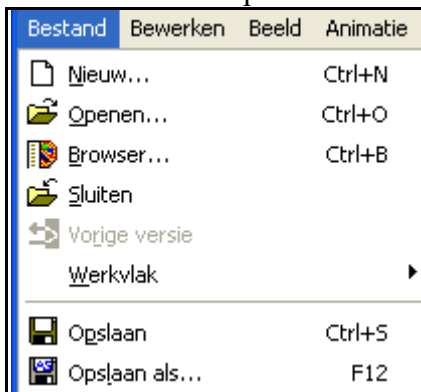 Bestand Bewerken Beeld Animatie
Nieuw... Ctrl+N
Openen... Ctrl+O
Browser... Ctrl+B
Sluiten
Vorige versie
Werkvlak
Opslaan Ctrl+S
Opslaan als... F12